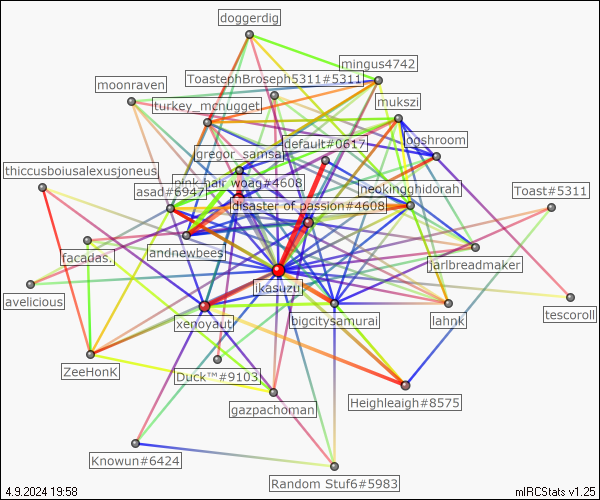 doggerdig
mingus4742
ToastephBroseph5311#5311
moonraven
turkey_mcnugget
mukszi
default#0617
ogshroom
gregor_samsa
thiccusboiusalexusjoneus
pink hair woag#4608
asad#6947
neokingghidorah
Toast#5311
disaster of passion#4608
andnewbees
facadas.
jarlbreadmaker
ikasuzu
avelicious
tescoroll
xenoyaut
bigcitysamurai
lahnk
ZeeHonK
Duck™#9103
Heighleaigh#8575
gazpachoman
Knowun#6424
Random Stuf6#5983
4.9.2024 19:58
mIRCStats v1.25